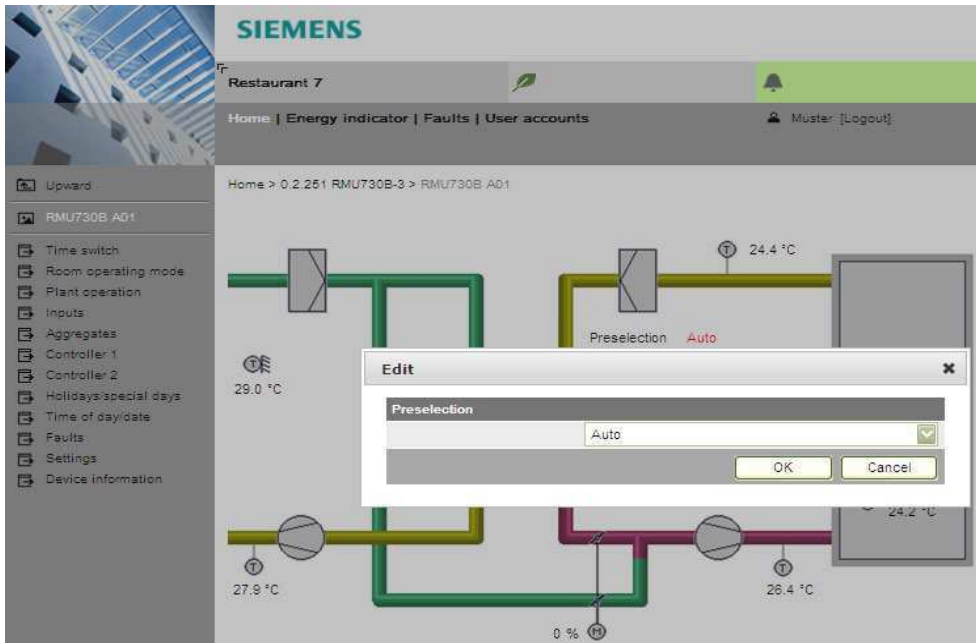 SIEMENS
Restaurant 7
Home | Energy indicator | Faults | User accounts
Muster [Logout]
Upward
Home > 0.2.251 RMU730B-3 > RMU730B A01
RMU730B A01
Time switch
Room operating mode
Plant operation
Inputs
Aggregates
Controller 1
Controller 2
Holidays/special days
Time of day/date
Faults
Settings
Device information
T 24.4 °C
Preselection Auto
T
29.0 °C
Edit
Preselection
Auto
OK Cancel
24.2 °C
T
27.9 °C
T
26.4 °C
0 % M